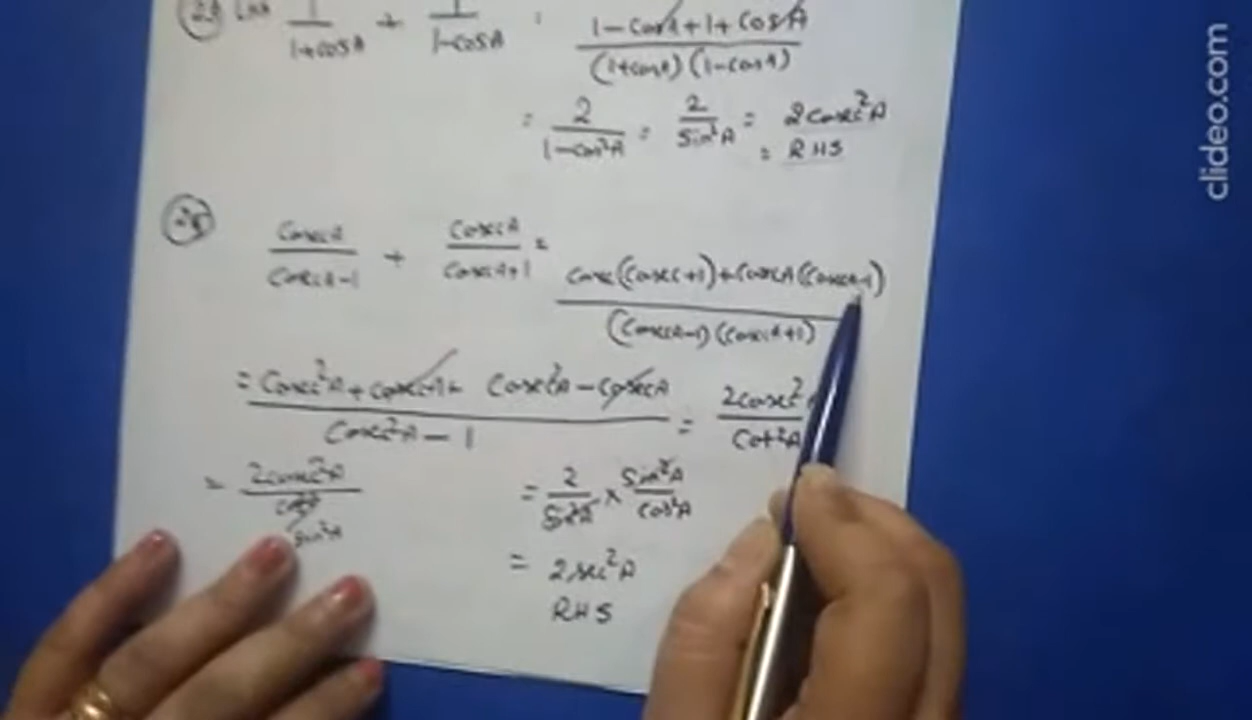 1/(1+cosA) + 1/(1-cosA) : (1-cosA+1+cosA)/((1+cosA)(1-cosA))
= 2/(1-cos²A) = 2/sin²A = 2cosec²A
= RHS
cosecA/(cosecA-1) + cosecA/(cosecA+1) = (cosec(cosec+1)+cosecA(cosecA-1))/((cosecA-1)(cosecA+1))
= (cosec²A+cosecA+ cosec²A-cosecA)/(cosec²A-1) = 2cosec²/cot²A
= 2cosec²A/ sin²A = 2/sin²A × sin²A/cos²A
= 2sec²A
RHS
clideo.com